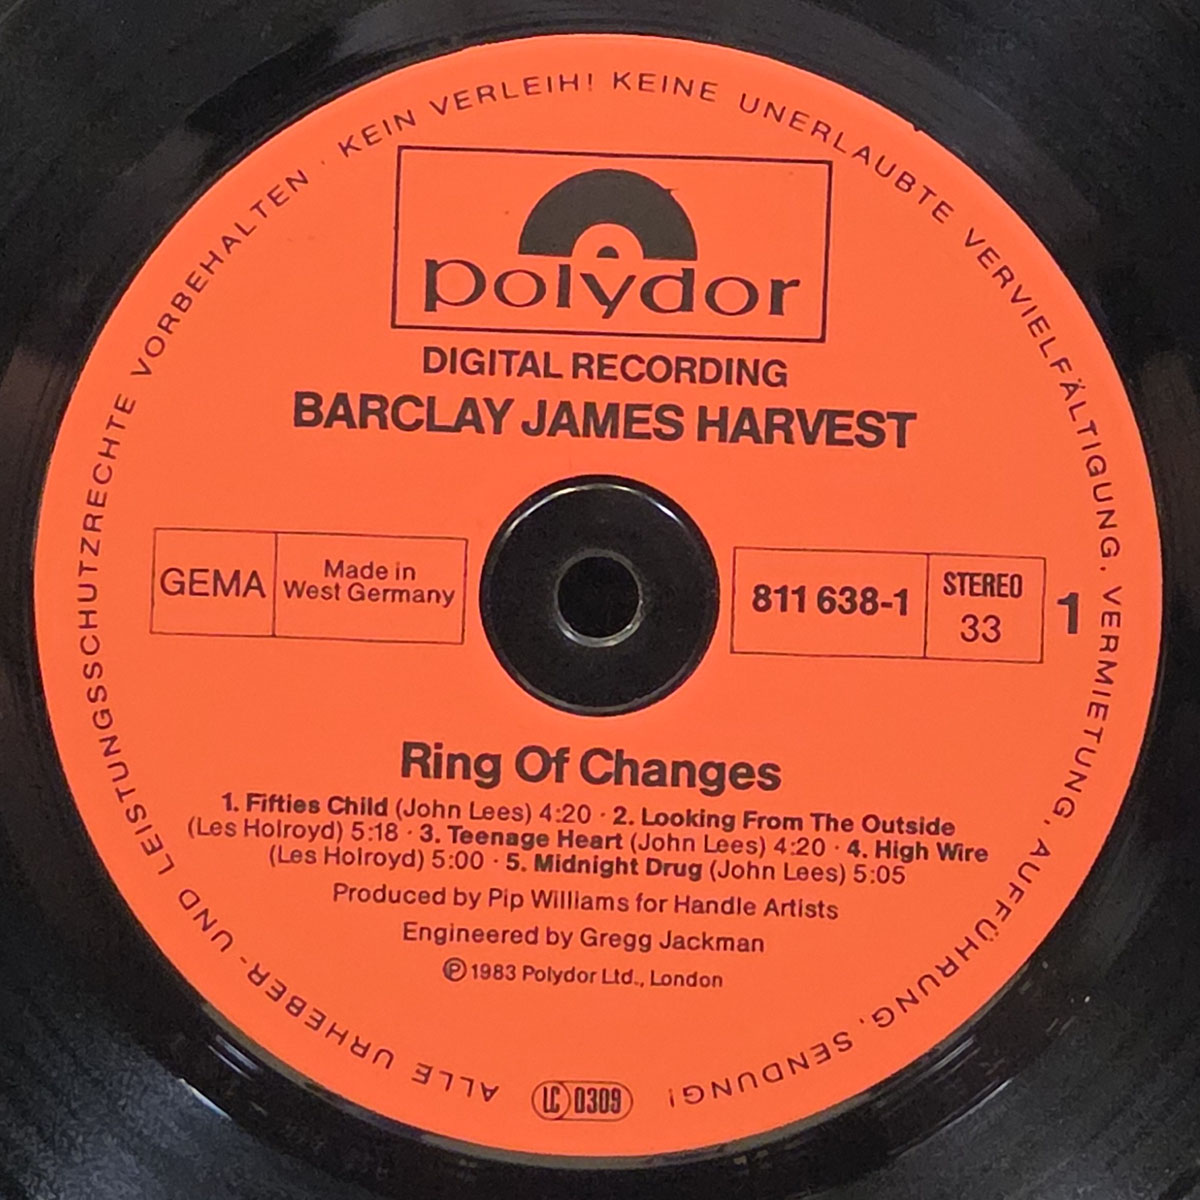 ALLE URHEBER- UND LEISTUNGSSCHUTZRECHTE VORBEHALTEN · KEIN VERLEIH! KEINE UNERLAUBTE VERVIELFÄLTIGUNG, VERMIETUNG, AUFFÜHRUNG, SENDUNG!
polydor
DIGITAL RECORDING
BARCLAY JAMES HARVEST
GEMA
Made in
West Germany
811 638-1
STEREO
33
1
Ring Of Changes
1. Fifties Child (John Lees) 4:20 · 2. Looking From The Outside
(Les Holroyd) 5:18 · 3. Teenage Heart (John Lees) 4:20 · 4. High Wire
(Les Holroyd) 5:00 · 5. Midnight Drug (John Lees) 5:05
Produced by Pip Williams for Handle Artists
Engineered by Gregg Jackman
℗ 1983 Polydor Ltd., London
LC 0309